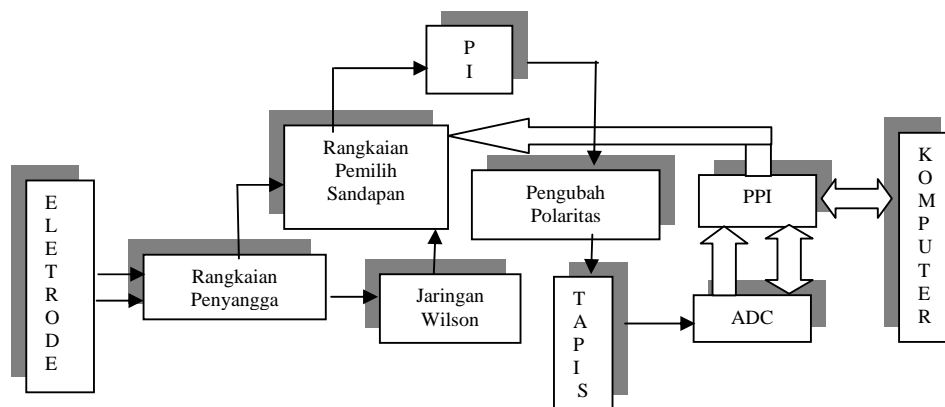 E
L
E
T
R
O
D
E
Rangkaian
Penyangga
Rangkaian
Pemilih
Sandapan
Jaringan
Wilson
P
I
Pengubah
Polaritas
T
A
P
I
S
ADC
PPI
K
O
M
P
U
T
E
R